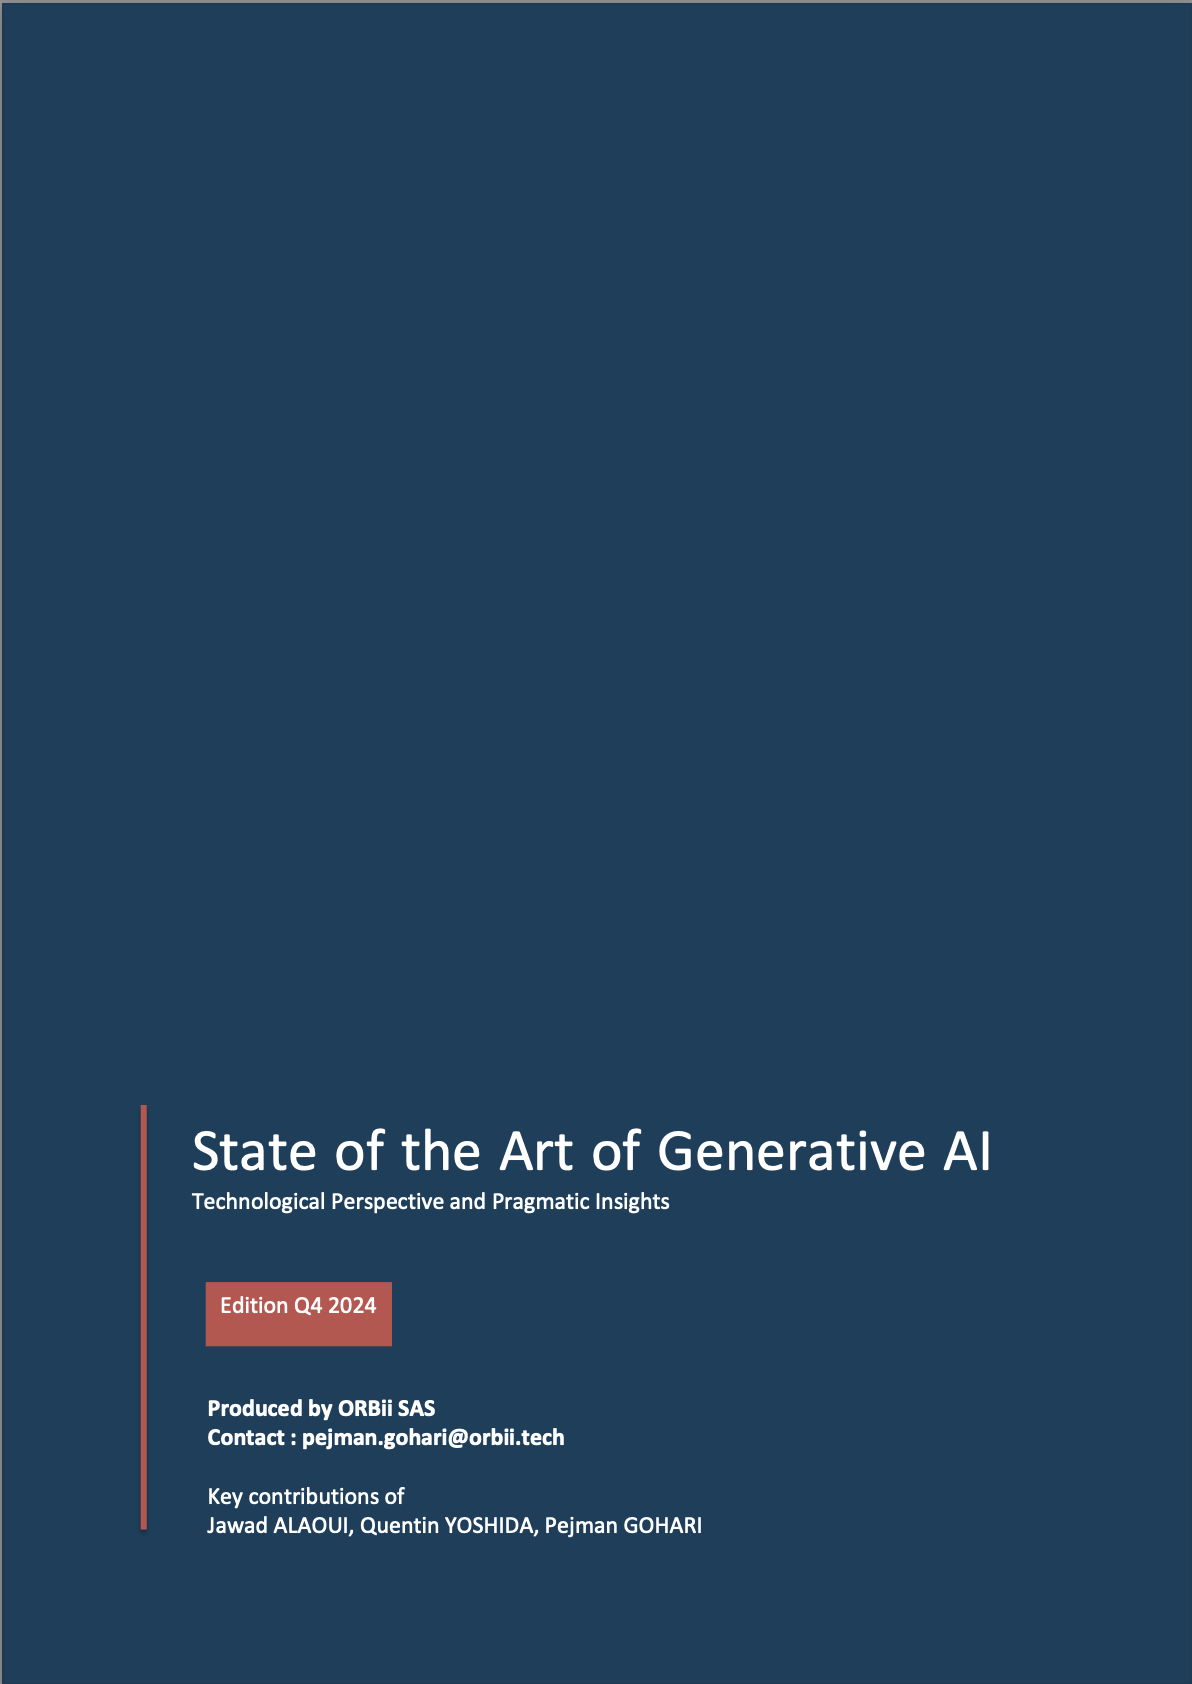 State of the Art of Generative AI
Technological Perspective and Pragmatic Insights
Edition Q4 2024
Produced by ORBii SAS
Contact : pejman.gohari@orbii.tech
Key contributions of
Jawad ALAOUI, Quentin YOSHIDA, Pejman GOHARI